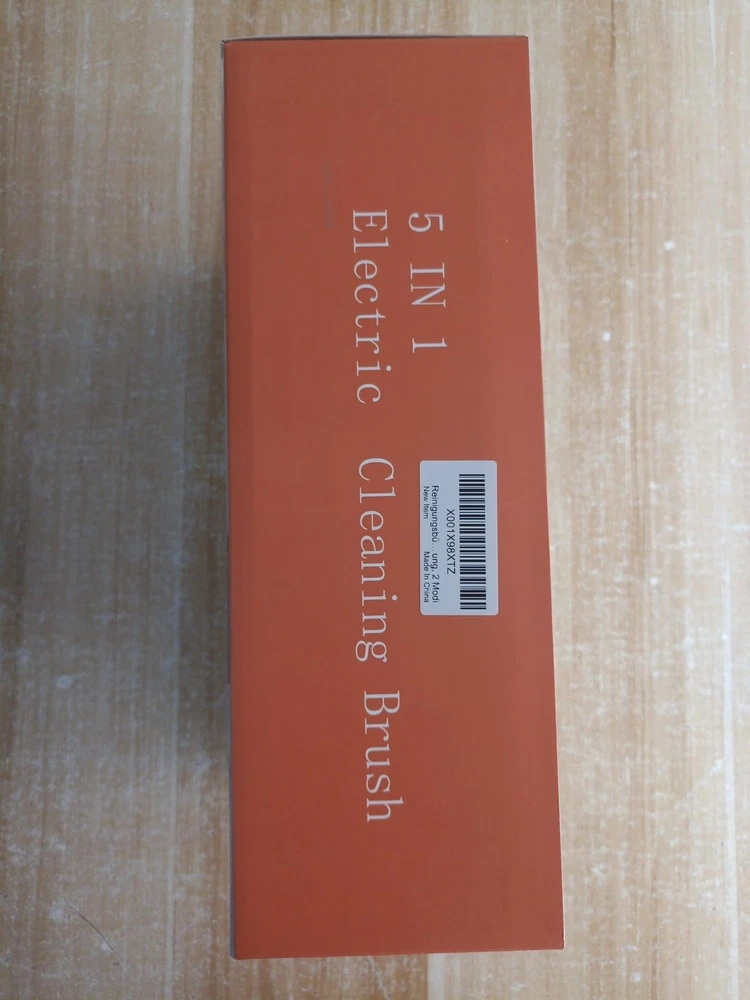 5 IN 1
Electric Cleaning Brush
X001X98XTZ
Reinigungsbü... ung, 2 Modi
New Item
Made In China